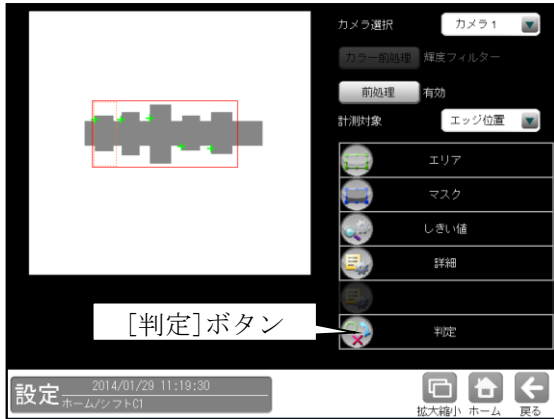 カメラ選択 カメラ1
カラー前処理 輝度フィルター
前処理 有効
計測対象 エッジ位置
エリア
マスク
しきい値
詳細
[判定]ボタン
判定
設定 2014/01/29 11:19:30
ホーム/シフトC1
拡大縮小 ホーム 戻る